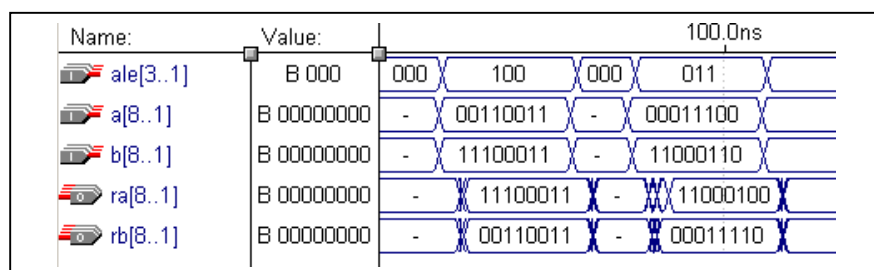 Name: Value: 100.0ns
ale[3..1] B 000 000 100 000 011
a[8..1] B 00000000 - 00110011 - 00011100
b[8..1] B 00000000 - 11100011 - 11000110
ra[8..1] B 00000000 - 11100011 - 11000100
rb[8..1] B 00000000 - 00110011 - 00011110